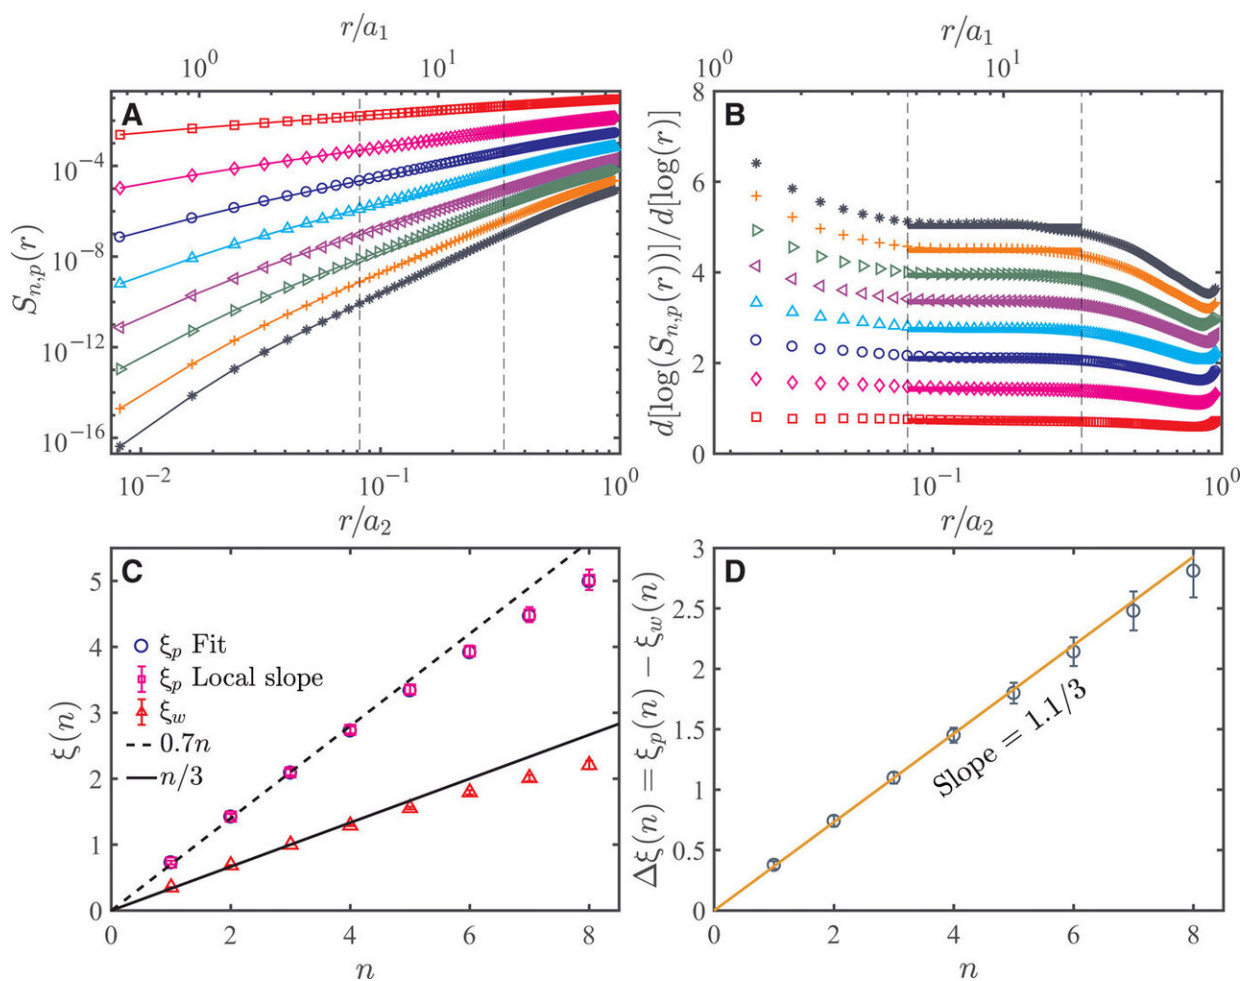 r/a₁
r/a₁
10⁰
10¹
10⁰
10¹
A
B
S_{n,p}(r)
10⁻⁴
10⁻⁸
10⁻¹²
10⁻¹⁶
10⁻²
10⁻¹
10⁰
r/a₂
d[log(S_{n,p}(r))]/d[log(r)]
8
6
4
2
0
10⁻¹
10⁰
r/a₂
C
ξ(n)
5
4
3
2
1
0
ξ_p Fit
ξ_p Local slope
ξ_w
0.7n
n/3
0
2
4
6
8
n
D
Δξ(n) = ξ_p(n) − ξ_w(n)
3
2.5
2
1.5
1
0.5
0
Slope = 1.1/3
0
2
4
6
8
n